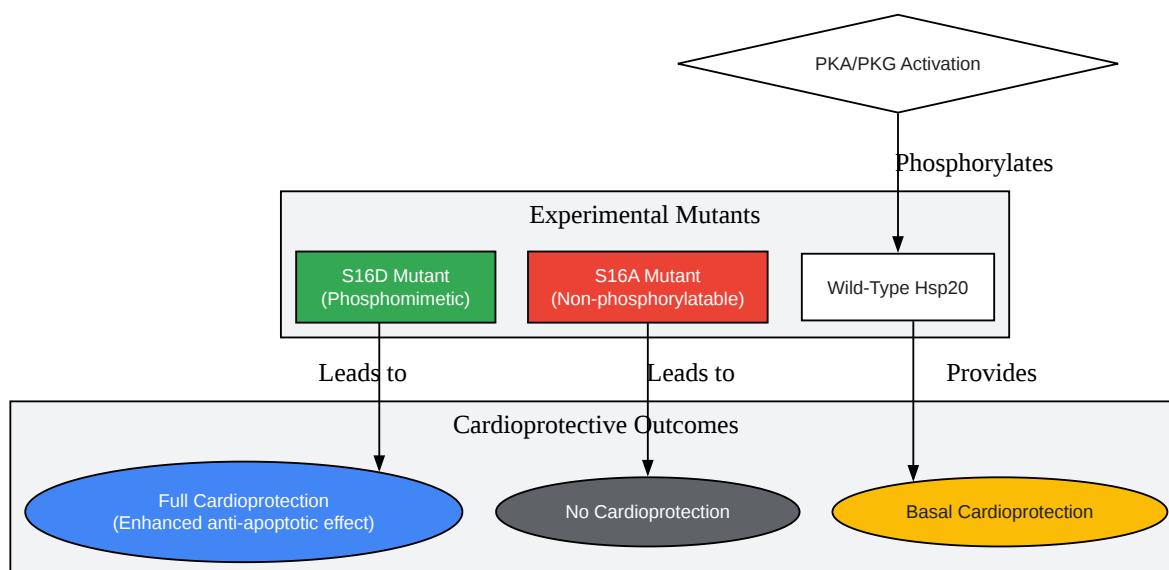 PKA/PKG Activation
Phosphorylates
Experimental Mutants
S16D Mutant
(Phosphomimetic)
S16A Mutant
(Non-phosphorylatable)
Wild-Type Hsp20
Leads to
Leads to
Provides
Cardioprotective Outcomes
Full Cardioprotection
(Enhanced anti-apoptotic effect)
No Cardioprotection
Basal Cardioprotection